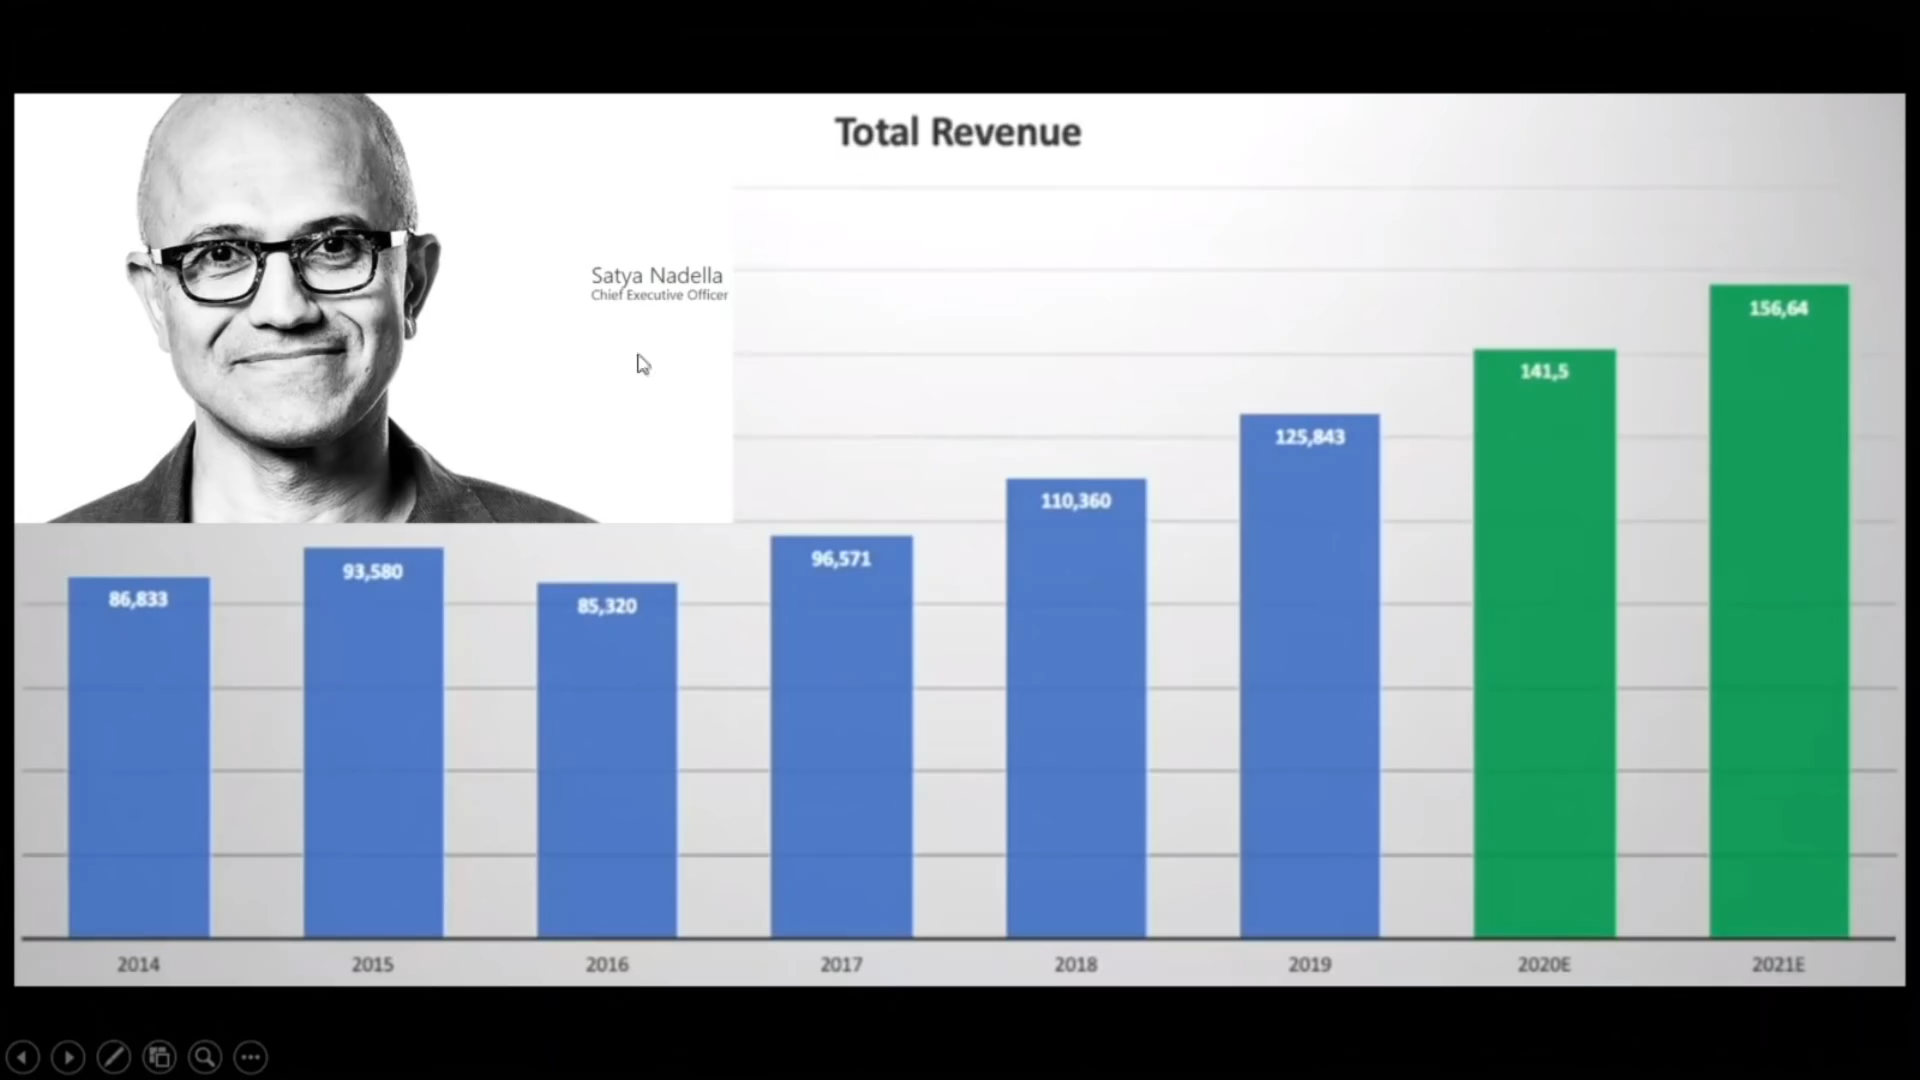 Total Revenue
Satya Nadella
Chief Executive Officer
156,64
141,5
125,843
110,360
96,571
93,580
86,833
85,320
2014
2015
2016
2017
2018
2019
2020E
2021E